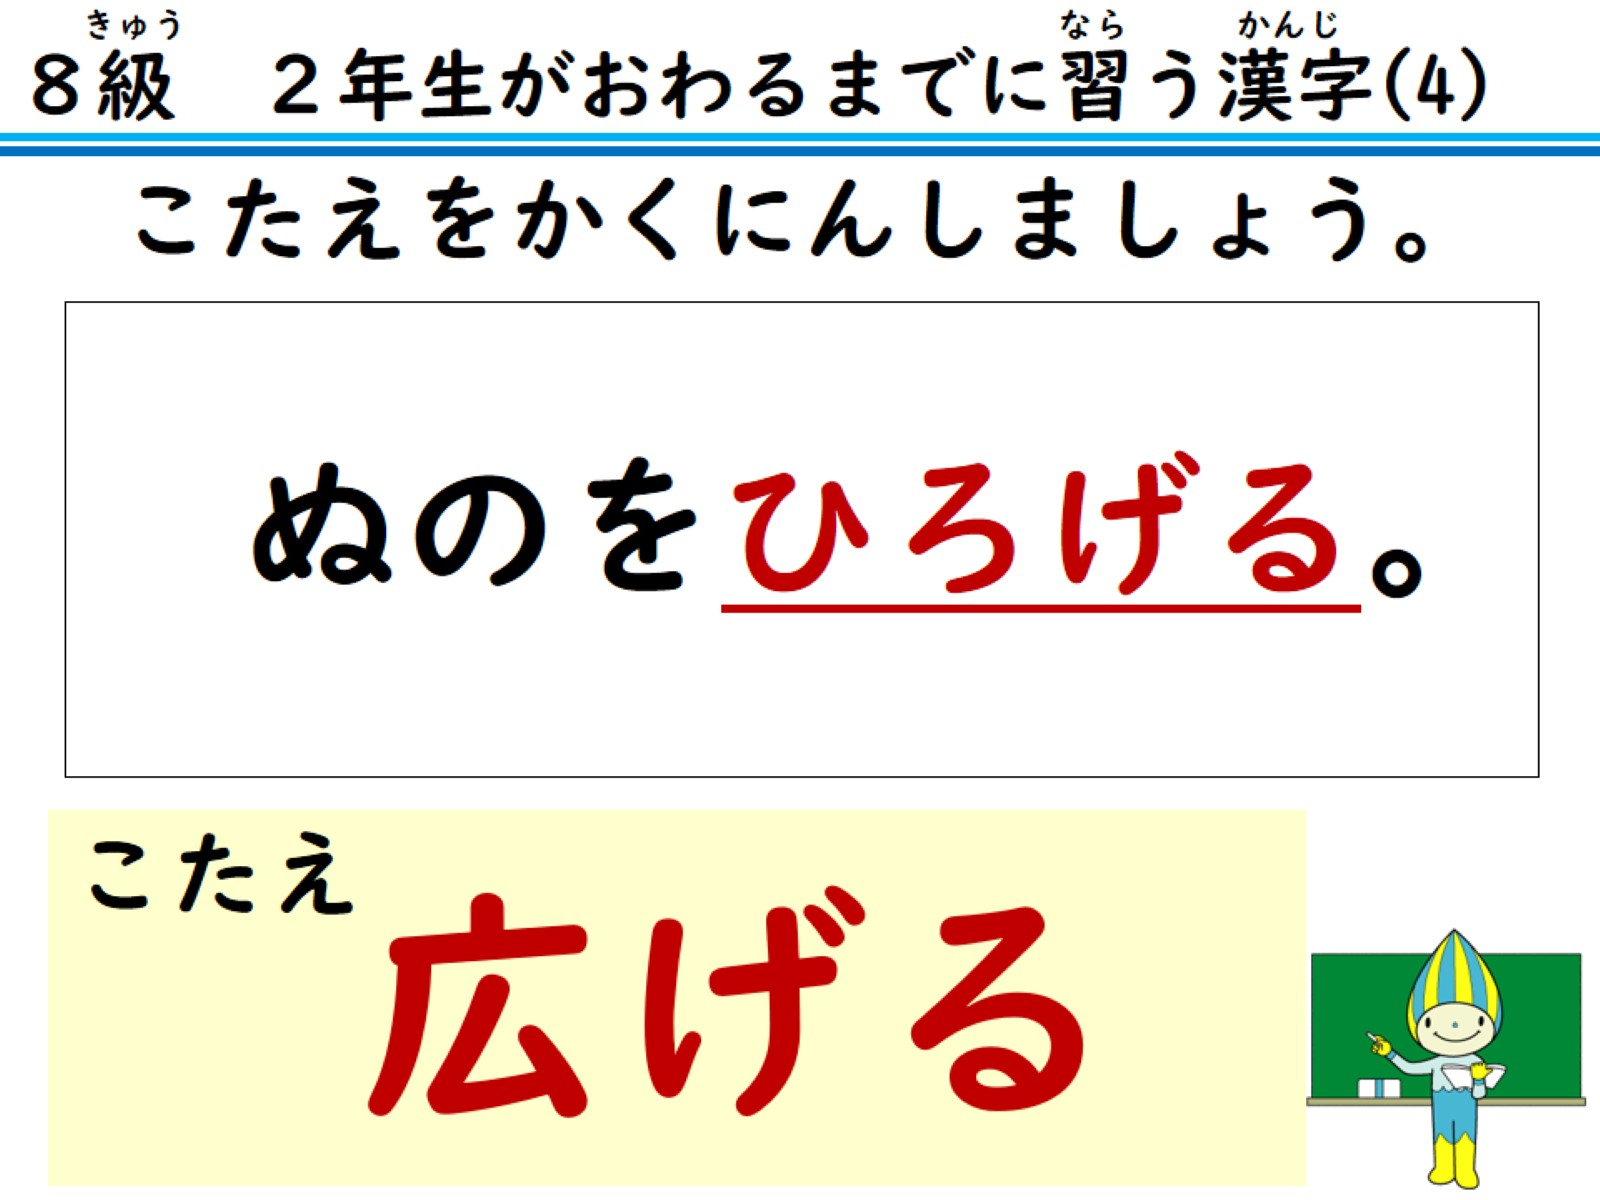 きゅう なら かんじ
８級　２年生がおわるまでに習う漢字(4)
こたえをかくにんしましょう。
ぬのをひろげる。
こたえ
広げる